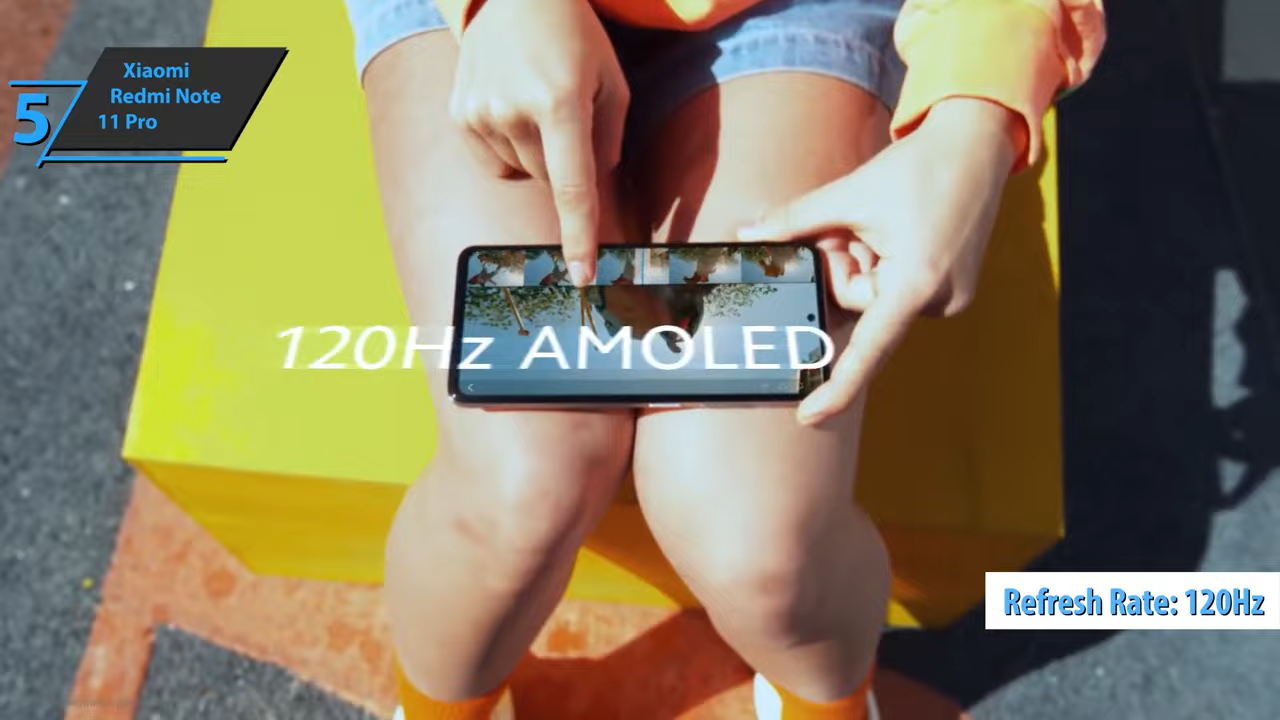 5
Xiaomi
Redmi Note
11 Pro
120Hz AMOLED
Refresh Rate: 120Hz